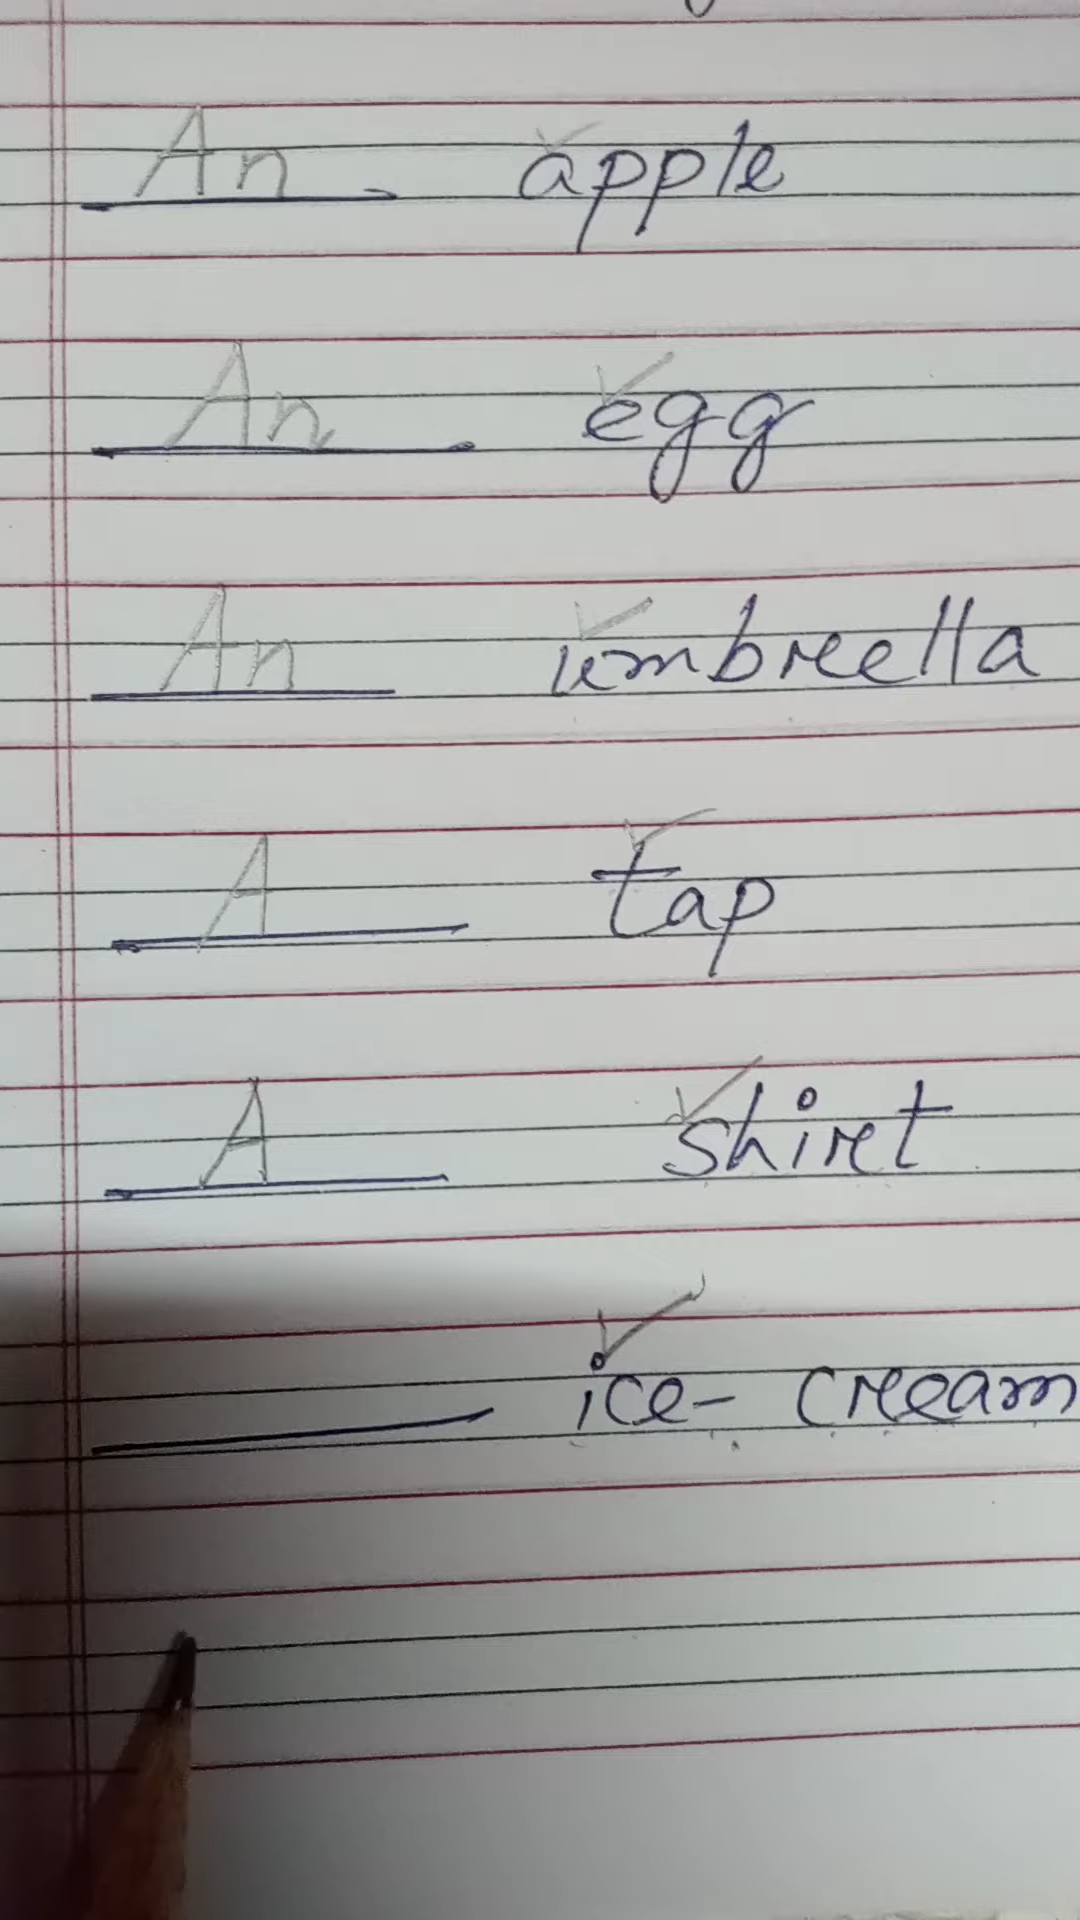 An apple
An egg
An umbrella
A tap
A shirt
ice-cream